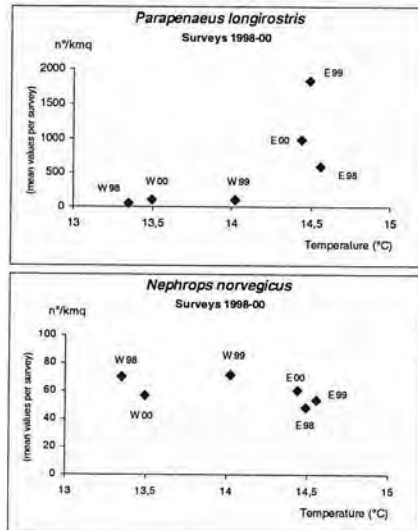 Parapenaeus longirostris
Surveys 1998-00
n°/kmq
(mean values per survey)
2000
1500
1000
500
0
E99
E00
E98
W98
W00
W99
13
13,5
14
14,5
15
Temperature (°C)
Nephrops norvegicus
Surveys 1998-00
n°/kmq
(mean values per survey)
100
80
60
40
20
0
W98
W99
W00
E00
E99
E98
13
13,5
14
14,5
15
Temperature (°C)